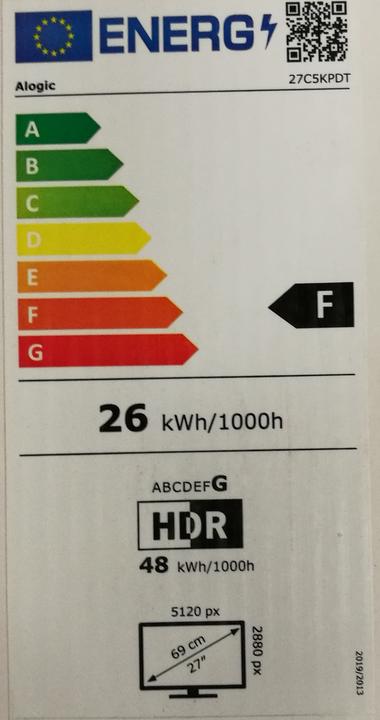 ENERG
Alogic
27C5KPDT
A
B
C
D
E
F
G
F
26 kWh/1000h
ABCDEFG
HDR
48 kWh/1000h
5120 px
69 cm
27"
2880 px
2019/2013